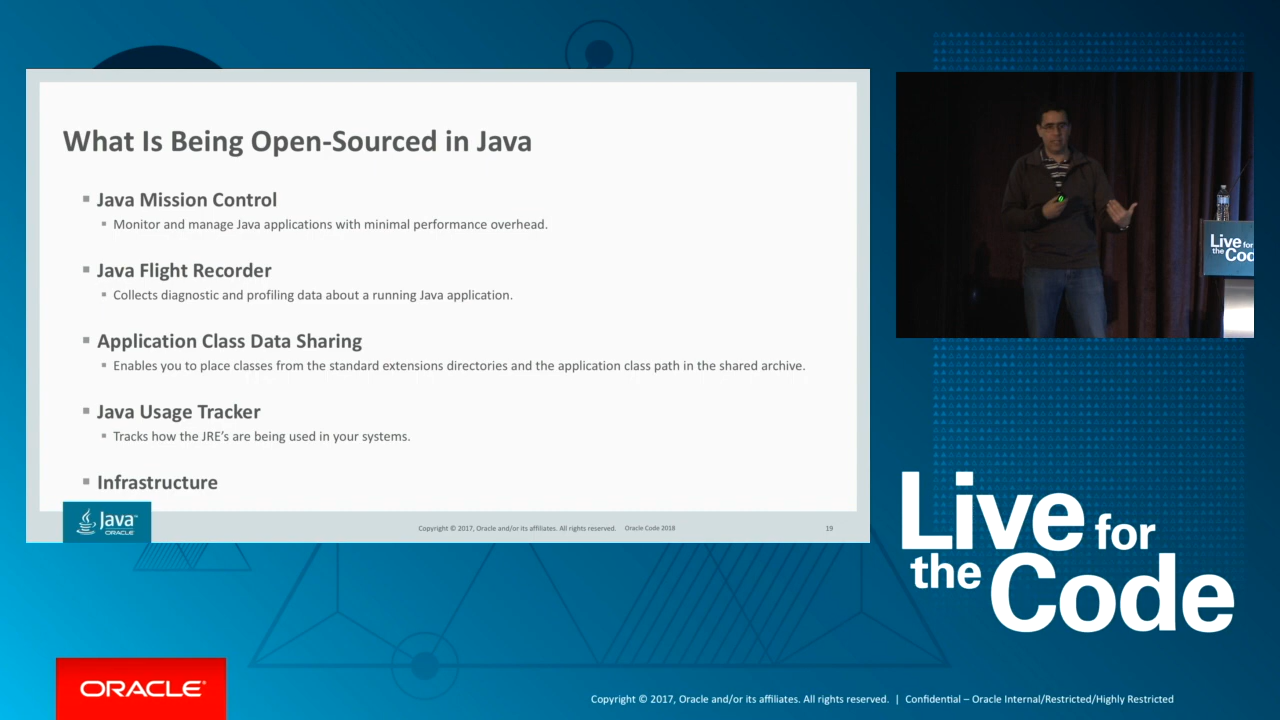 What Is Being Open-Sourced in Java
▪ Java Mission Control
▪ Monitor and manage Java applications with minimal performance overhead.
▪ Java Flight Recorder
▪ Collects diagnostic and profiling data about a running Java application.
▪ Application Class Data Sharing
▪ Enables you to place classes from the standard extensions directories and the application class path in the shared archive.
▪ Java Usage Tracker
▪ Tracks how the JRE’s are being used in your systems.
▪ Infrastructure
Java™
ORACLE
Copyright © 2017, Oracle and/or its affiliates. All rights reserved. Oracle Code 2018
19
Live for
the Cod
Live for
the Code
ORACLE®
Copyright © 2017, Oracle and/or its affiliates. All rights reserved. | Confidential – Oracle Internal/Restricted/Highly Restricted